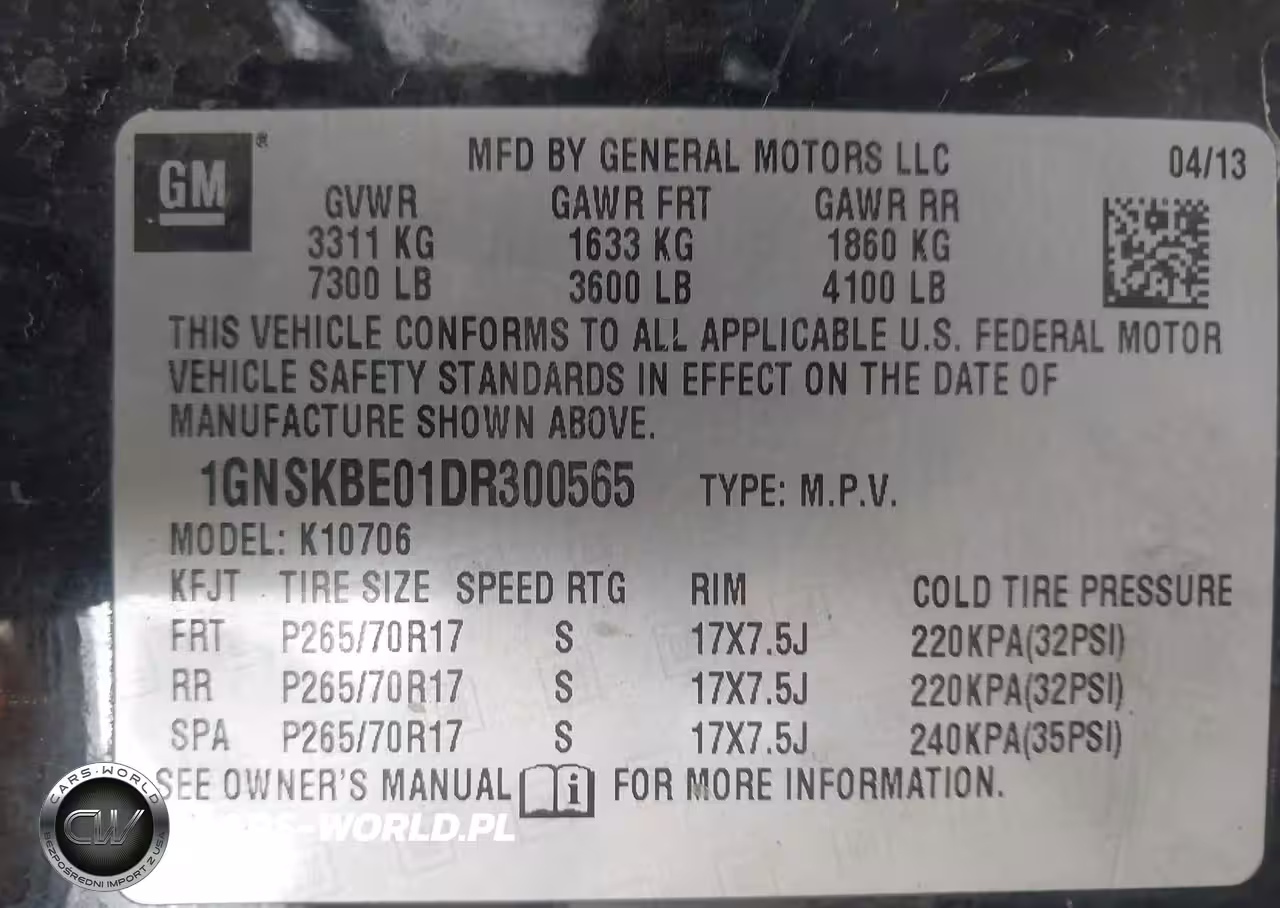 GM ® MFD BY GENERAL MOTORS LLC 04/13
GVWR GAWR FRT GAWR RR
3311 KG 1633 KG 1860 KG
7300 LB 3600 LB 4100 LB
THIS VEHICLE CONFORMS TO ALL APPLICABLE U.S. FEDERAL MOTOR
VEHICLE SAFETY STANDARDS IN EFFECT ON THE DATE OF
MANUFACTURE SHOWN ABOVE.
1GNSKBE01DR300565 TYPE: M.P.V.
MODEL: K10706
KFJT TIRE SIZE SPEED RTG RIM COLD TIRE PRESSURE
FRT P265/70R17 S 17X7.5J 220KPA(32PSI)
RR P265/70R17 S 17X7.5J 220KPA(32PSI)
SPA P265/70R17 S 17X7.5J 240KPA(35PSI)
SEE OWNER'S MANUAL i FOR MORE INFORMATION.
CARS-WORLD
CW
BEZPOŚREDNI IMPORT Z USA
CARS-WORLD.PL